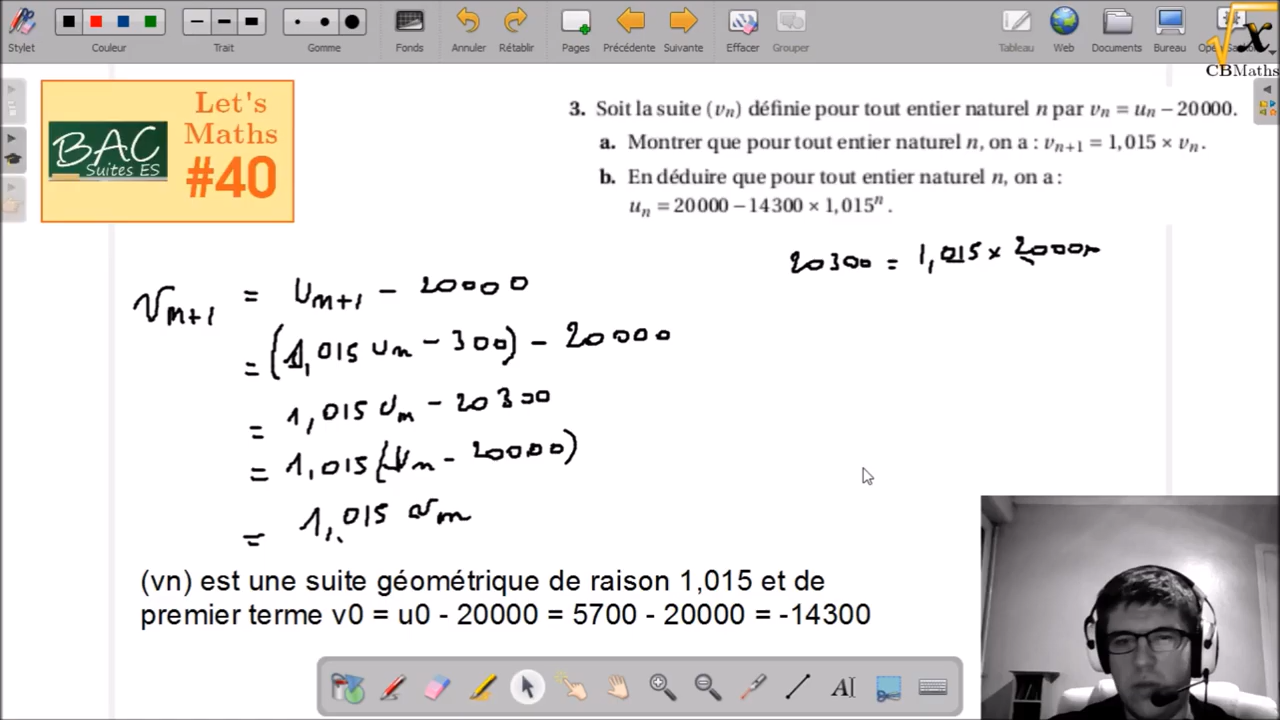 Stylet
Couleur
Trait
Gomme
Fonds
Annuler
Rétablir
Pages
Précédente
Suivante
Effacer
Grouper
Tableau
Web
Documents
Bureau
CBMaths
Let's
Maths
#40
BAC
Suites ES
3. Soit la suite (vn) définie pour tout entier naturel n par vn = un − 20000.
a. Montrer que pour tout entier naturel n, on a : vn+1 = 1,015 × vn.
b. En déduire que pour tout entier naturel n, on a :
un = 20000 − 14300 × 1,015ⁿ.
20300 = 1,015 × 20000
Vn+1 = Un+1 − 20000
= (1,015 Un − 300) − 20000
= 1,015 Un − 20300
= 1,015 (Un − 20000)
= 1,015 Vn
(vn) est une suite géométrique de raison 1,015 et de
premier terme v0 = u0 - 20000 = 5700 - 20000 = -14300